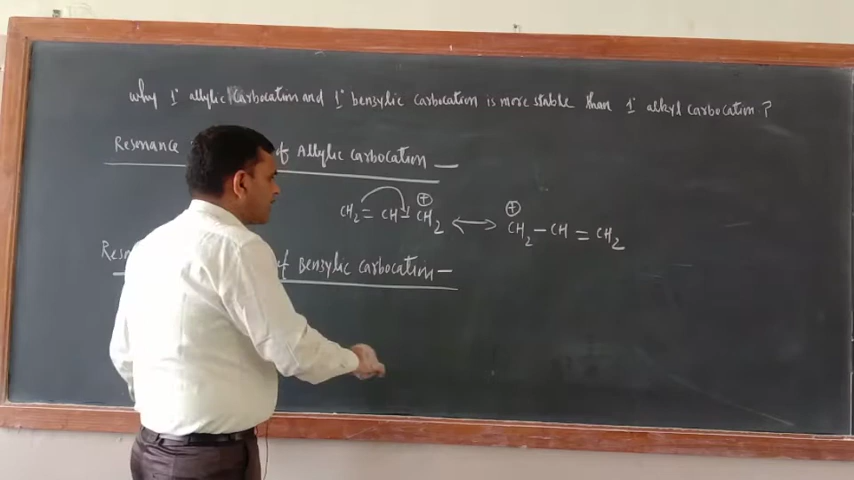 why 1° allylic carbocation and 1° benzylic carbocation is more stable than 1° alkyl carbocation?
Resonance of Allylic Carbocation —
CH₂ = CH – CH₂ ⊕ ⟷ ⊕ CH₂ – CH = CH₂
of Benzylic Carbocation —